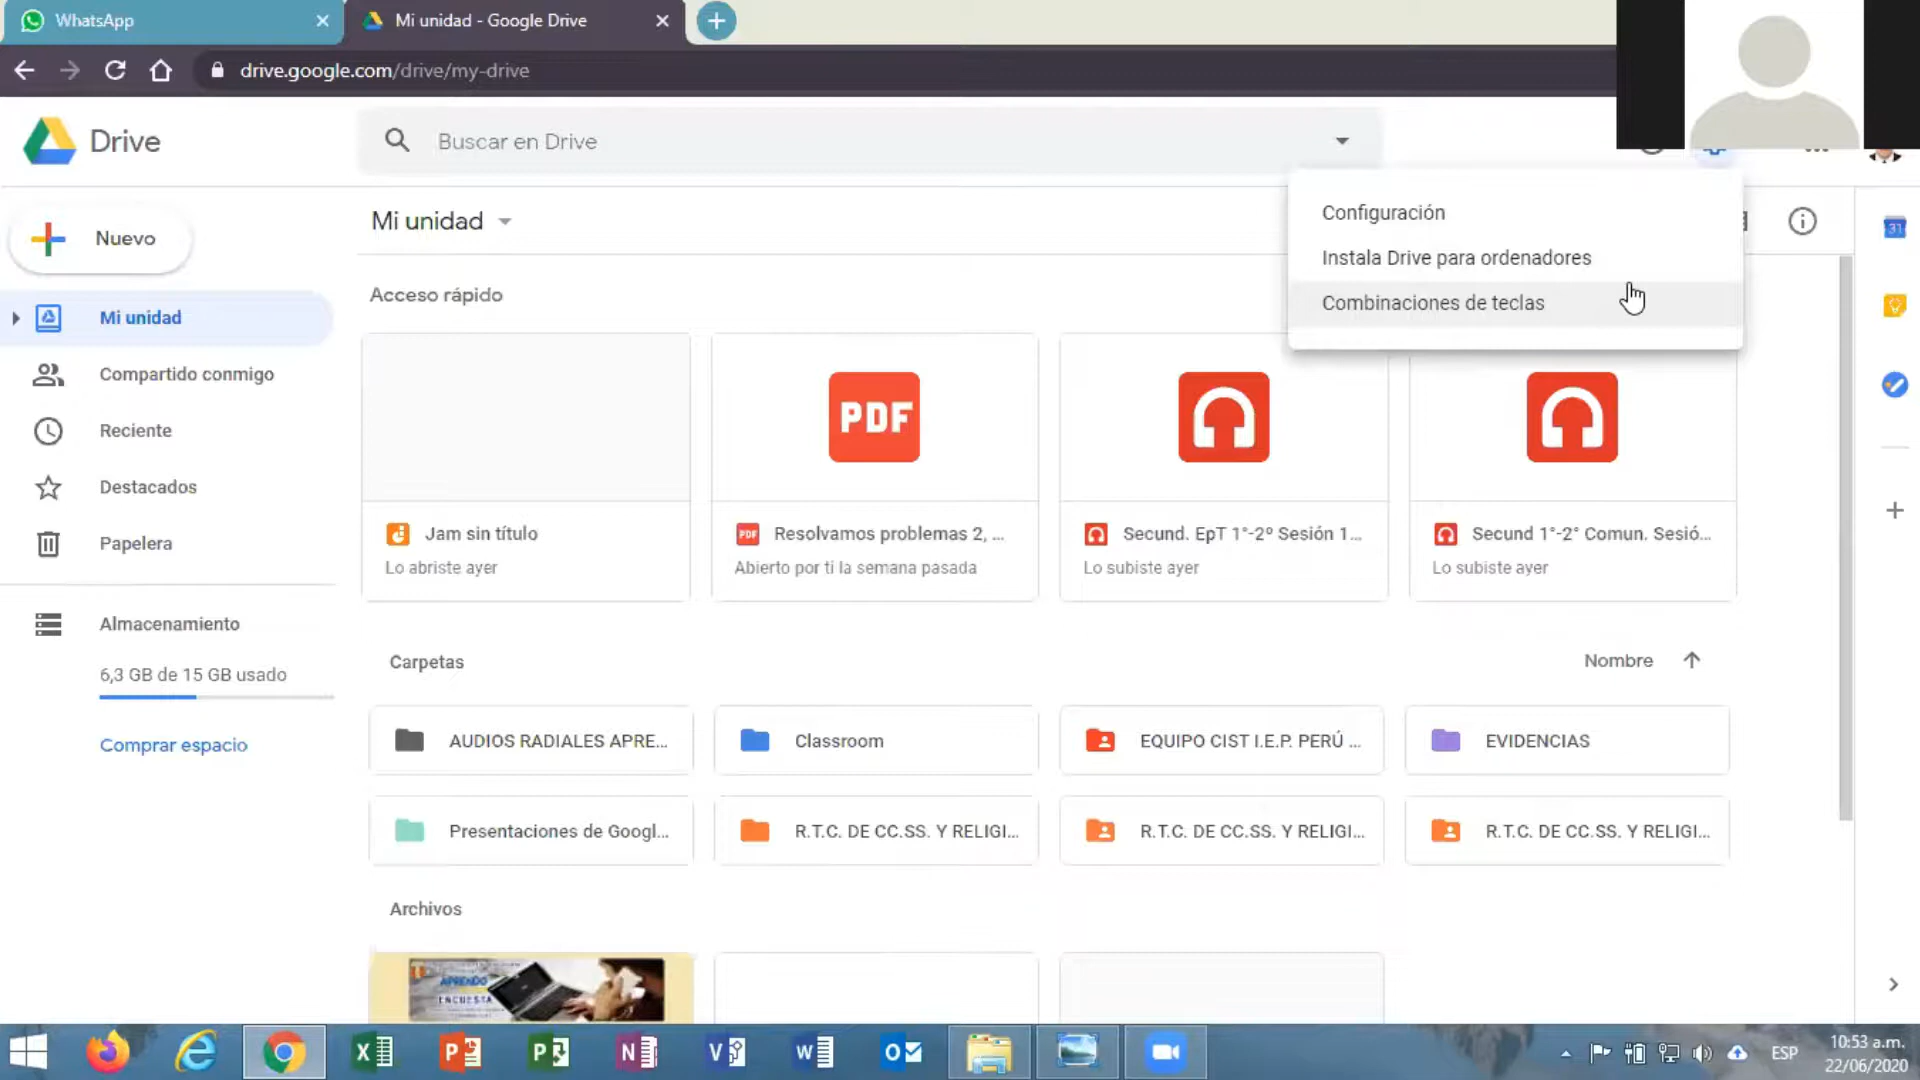 WhatsApp
Mi unidad - Google Drive
drive.google.com/drive/my-drive
Drive
Buscar en Drive
Nuevo
Mi unidad
Compartido conmigo
Reciente
Destacados
Papelera
Almacenamiento
6,3 GB de 15 GB usado
Comprar espacio
Mi unidad
Configuración
Instala Drive para ordenadores
Combinaciones de teclas
Acceso rápido
PDF
Jam sin título
Lo abriste ayer
PDF
Resolvamos problemas 2, ...
Abierto por ti la semana pasada
Secund. EpT 1°-2º Sesión 1...
Lo subiste ayer
Secund 1°-2° Comun. Sesió...
Lo subiste ayer
Carpetas
Nombre
AUDIOS RADIALES APRE...
Classroom
EQUIPO CIST I.E.P. PERÚ ...
EVIDENCIAS
Presentaciones de Googl...
R.T.C. DE CC.SS. Y RELIGI...
R.T.C. DE CC.SS. Y RELIGI...
R.T.C. DE CC.SS. Y RELIGI...
Archivos
APRENDO
ENCUESTA
31
ESP
10:53 a.m.
22/06/2020